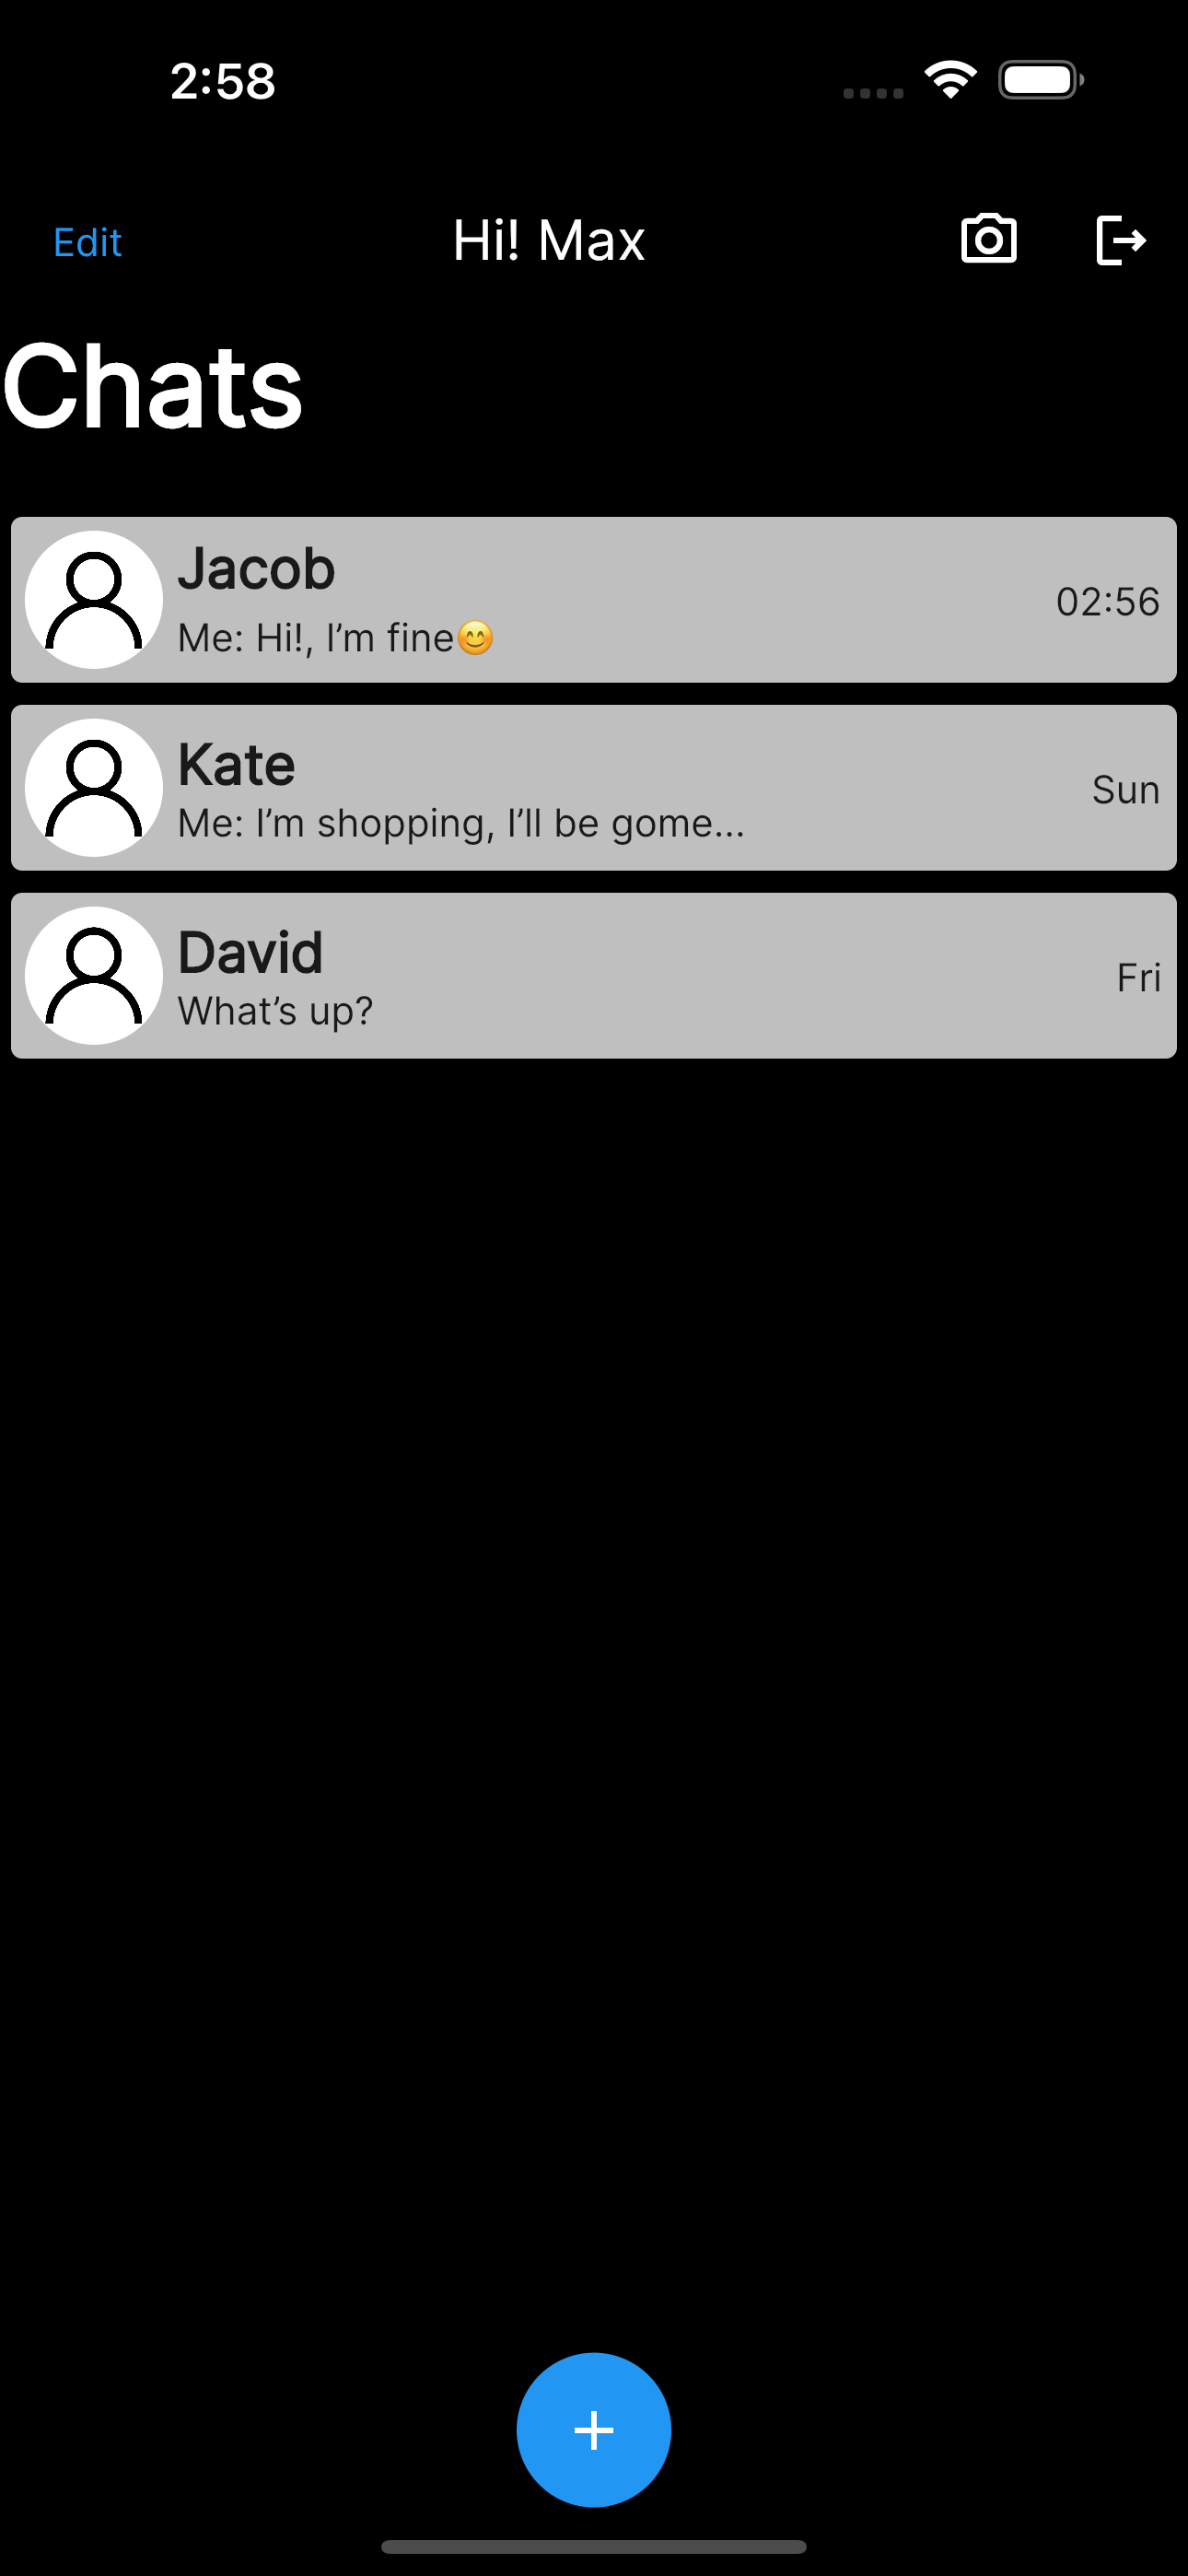 2:58
Edit
Hi! Max
Chats
Jacob
Me: Hi!, I’m fine😊
02:56
Kate
Me: I’m shopping, I’ll be gome...
Sun
David
What’s up?
Fri
+